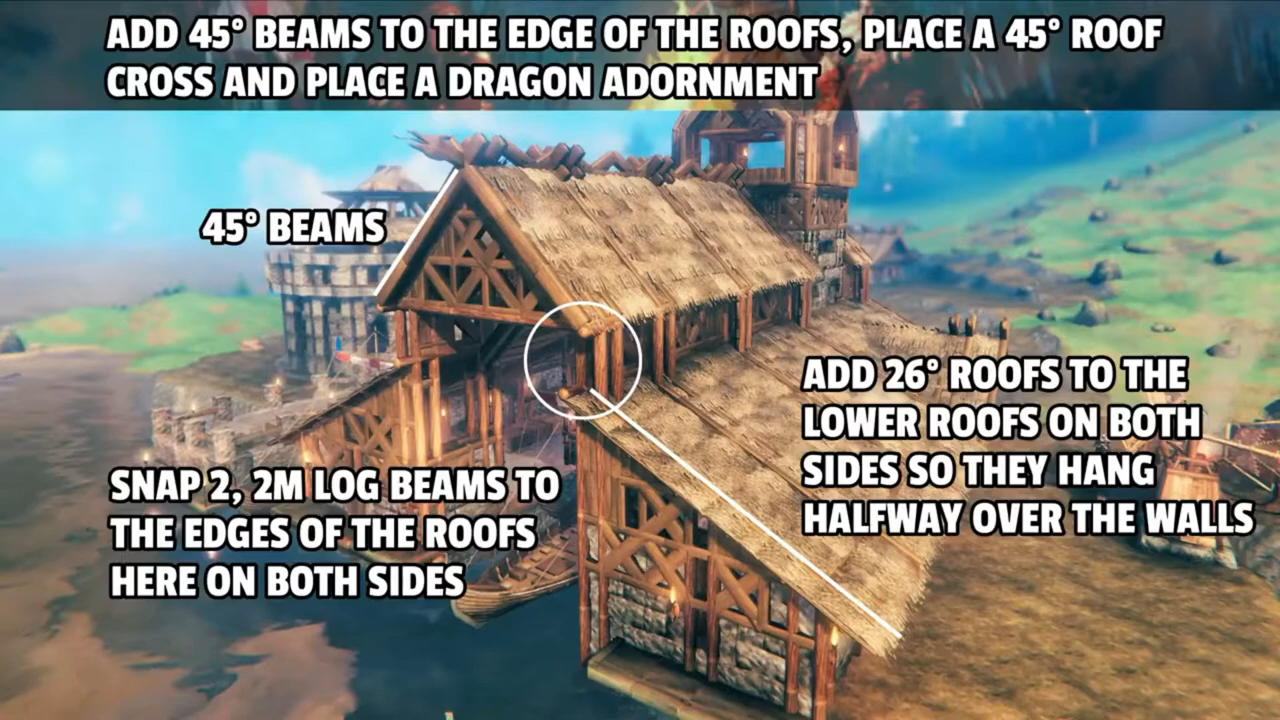 ADD 45° BEAMS TO THE EDGE OF THE ROOFS, PLACE A 45° ROOF
CROSS AND PLACE A DRAGON ADORNMENT
45° BEAMS
ADD 26° ROOFS TO THE
LOWER ROOFS ON BOTH
SIDES SO THEY HANG
HALFWAY OVER THE WALLS
SNAP 2, 2M LOG BEAMS TO
THE EDGES OF THE ROOFS
HERE ON BOTH SIDES